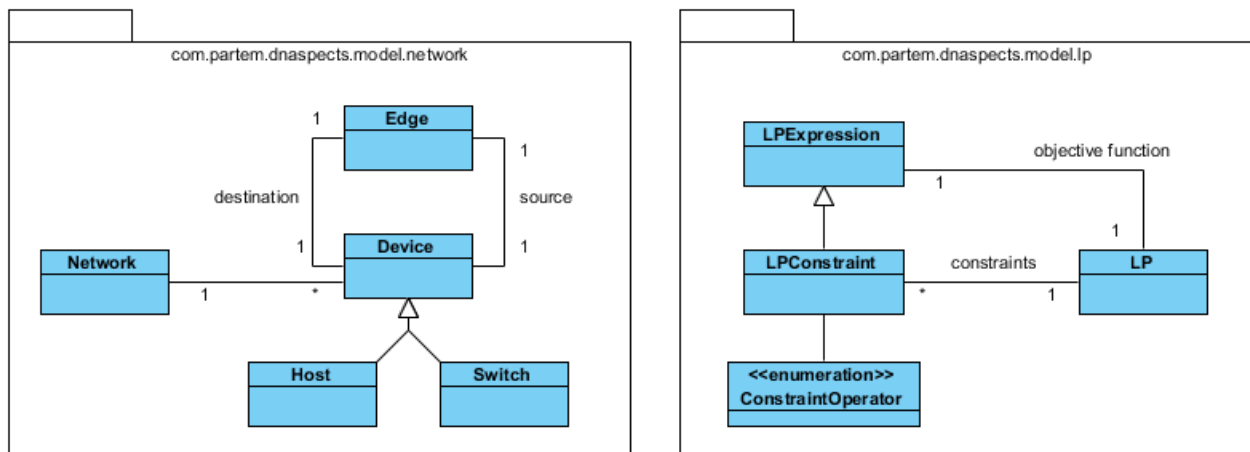 com.partem.dnaspects.model.network
1
Edge
1
destination
source
1
Device
1
Network
1
*
Host
Switch
com.partem.dnaspects.model.lp
LPExpression
objective function
1
1
LPConstraint
constraints
LP
*
1
<<enumeration>>
ConstraintOperator